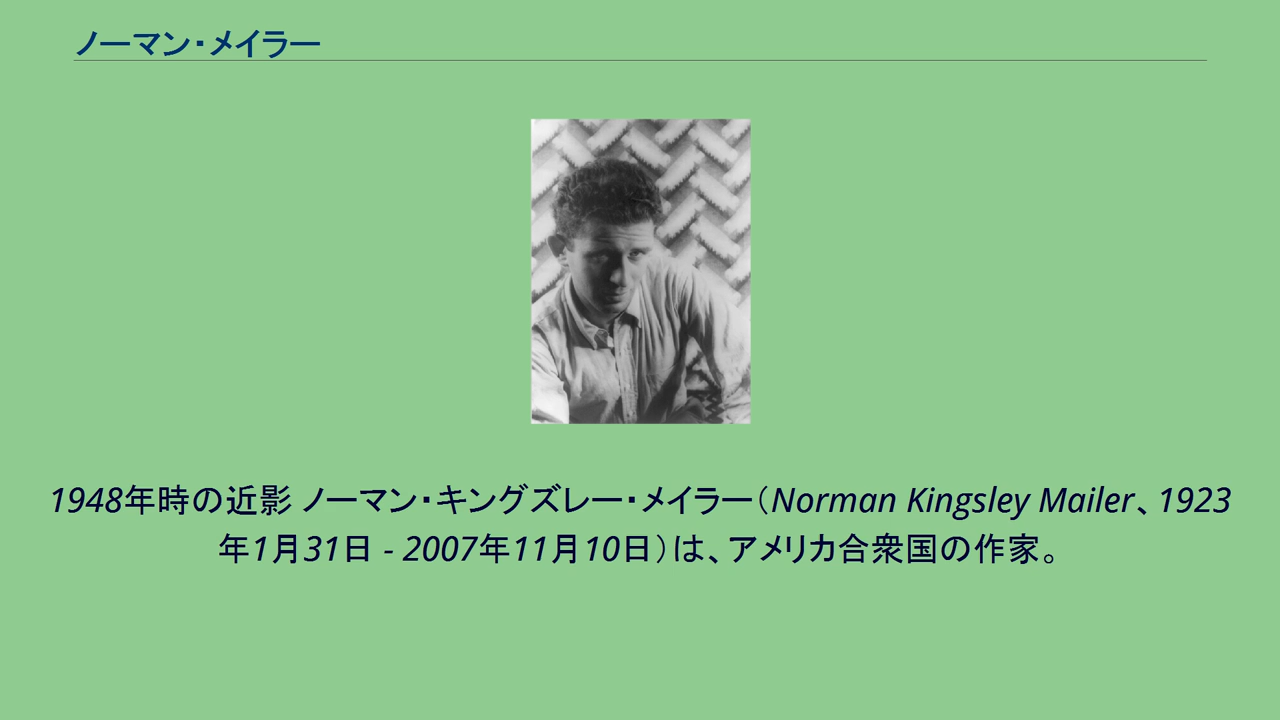 ノーマン・メイラー
1948年時の近影 ノーマン・キングズレー・メイラー（Norman Kingsley Mailer、1923
年1月31日 - 2007年11月10日）は、アメリカ合衆国の作家。